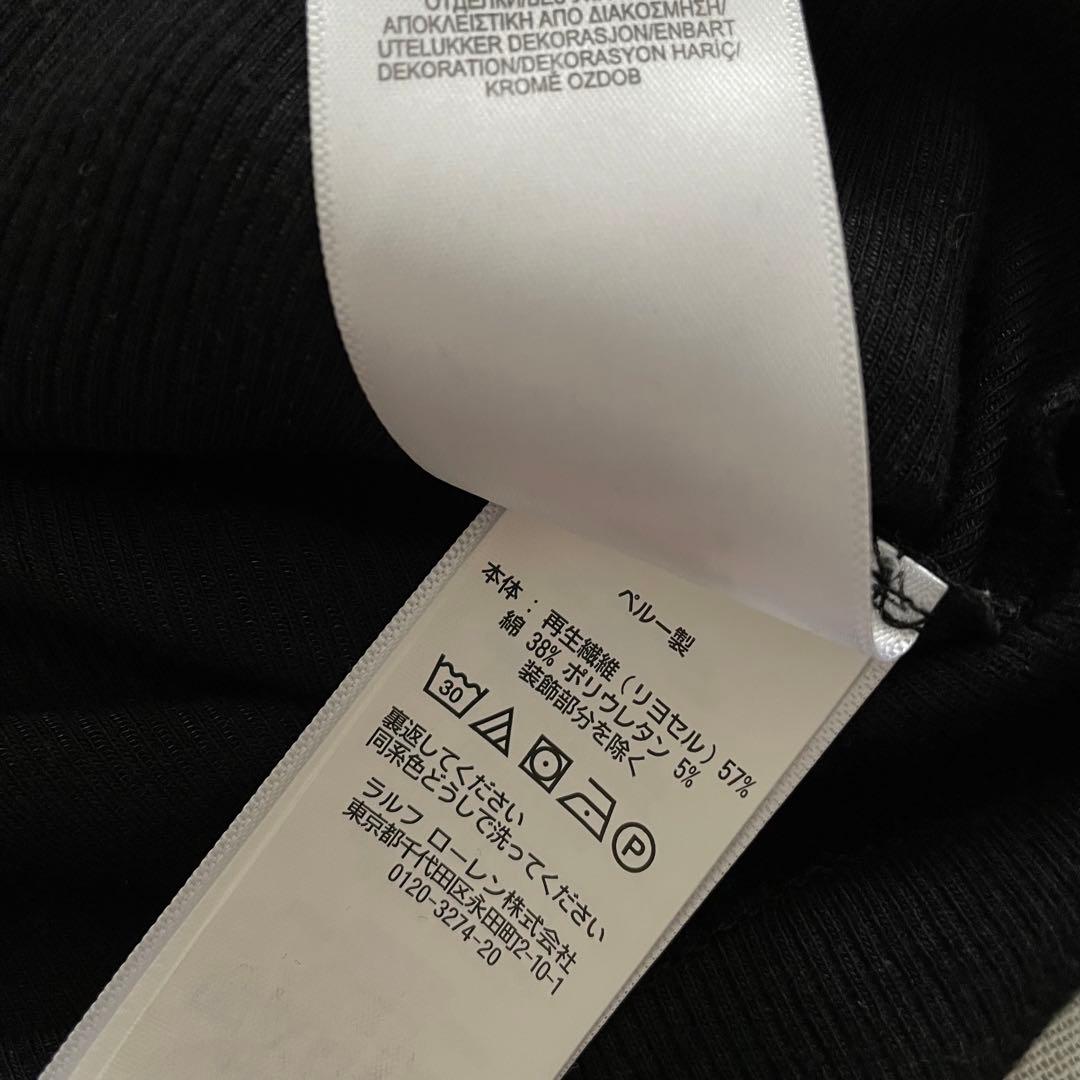 ΑΠΟΚΛΕΙΣΤΙΚΗ ΑΠΟ ΔΙΑΚΟΣΜΗΣΗ/
UTELUKKER DEKORASJON/ENBART
DEKORATION/DEKORASYON HARİÇ/
KROMĖ OZDOB
ペルー製
本体: 再生繊維(リヨセル) 57%
綿 38% ポリウレタン 5%
装飾部分を除く
30
P
裏返してください
同系色どうしで洗ってください
ラルフ ローレン株式会社
東京都千代田区永田町2-10-1
0120-3274-20